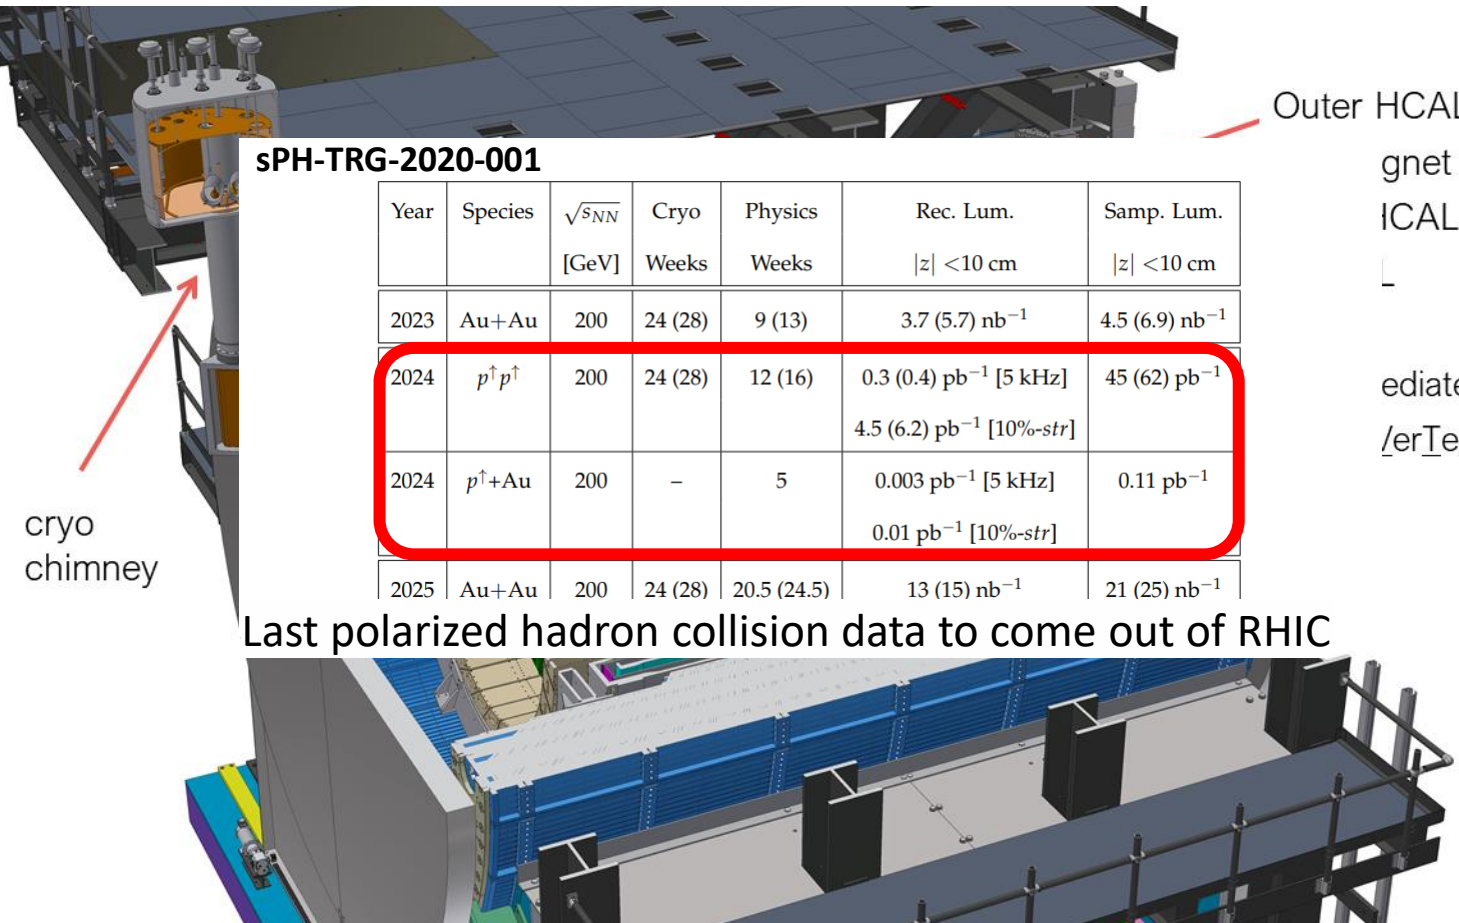 Outer HCAL
sPH-TRG-2020-001
gnet
HCAL
Year Species √sNN Cryo Physics Rec. Lum. Samp. Lum.
[GeV] Weeks Weeks |z| <10 cm |z| <10 cm
2023 Au+Au 200 24 (28) 9 (13) 3.7 (5.7) nb⁻¹ 4.5 (6.9) nb⁻¹
2024 p↑p↑ 200 24 (28) 12 (16) 0.3 (0.4) pb⁻¹ [5 kHz] 45 (62) pb⁻¹
4.5 (6.2) pb⁻¹ [10%-str]
ediate
2024 p↑+Au 200 – 5 0.003 pb⁻¹ [5 kHz] 0.11 pb⁻¹
0.01 pb⁻¹ [10%-str]
VerTe
cryo
chimney
2025 Au+Au 200 24 (28) 20.5 (24.5) 13 (15) nb⁻¹ 21 (25) nb⁻¹
Last polarized hadron collision data to come out of RHIC